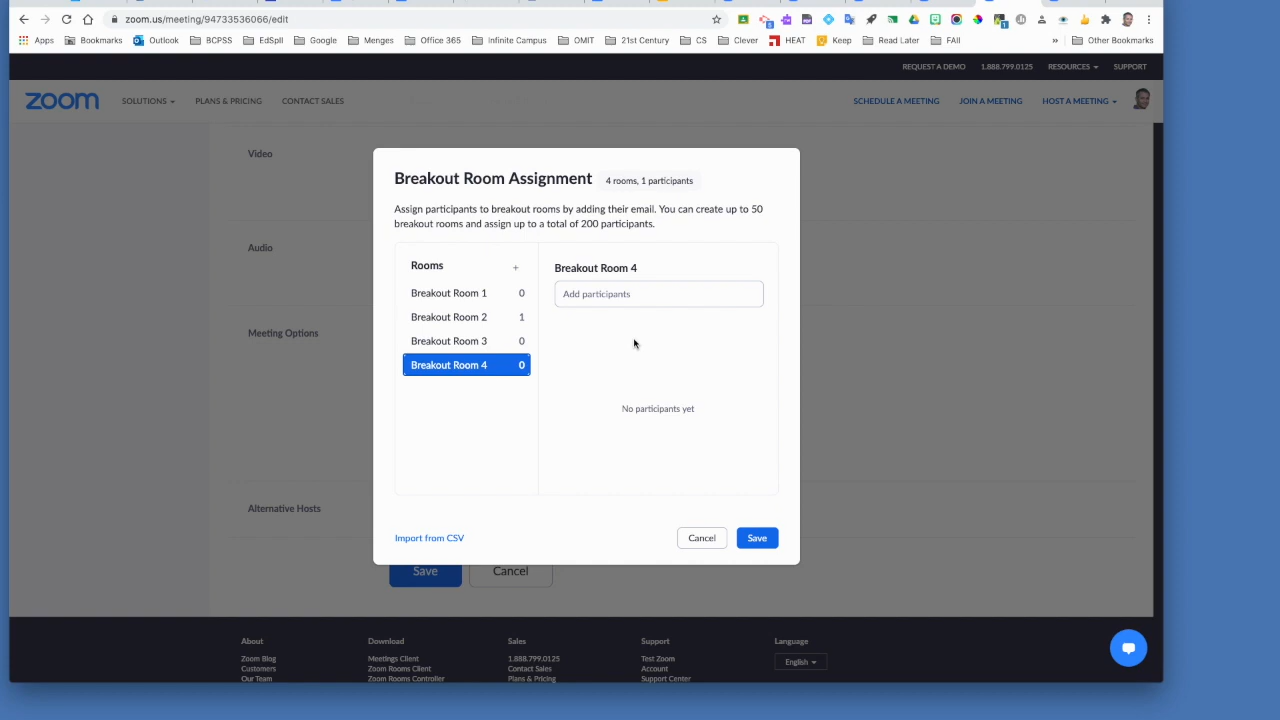 zoom.us/meeting/94733536066/edit
Apps Bookmarks Outlook BCPSS EdSpll Google Menges Office 365 Infinite Campus OMIT 21st Century CS Clever HEAT Keep Read Later FAll » Other Bookmarks
REQUEST A DEMO 1.888.799.0125 RESOURCES SUPPORT
zoom SOLUTIONS PLANS & PRICING CONTACT SALES SCHEDULE A MEETING JOIN A MEETING HOST A MEETING
Video
Audio
Meeting Options
Alternative Hosts
Breakout Room Assignment 4 rooms, 1 participants
Assign participants to breakout rooms by adding their email. You can create up to 50
breakout rooms and assign up to a total of 200 participants.
Rooms +
Breakout Room 1 0
Breakout Room 2 1
Breakout Room 3 0
Breakout Room 4 0
Breakout Room 4
Add participants
No participants yet
Import from CSV Cancel Save
Save Cancel
About Download Sales Support Language
Zoom Blog Meetings Client 1.888.799.0125 Test Zoom English
Customers Zoom Rooms Client Contact Sales Account
Our Team Zoom Rooms Controller Plans & Pricing Support Center